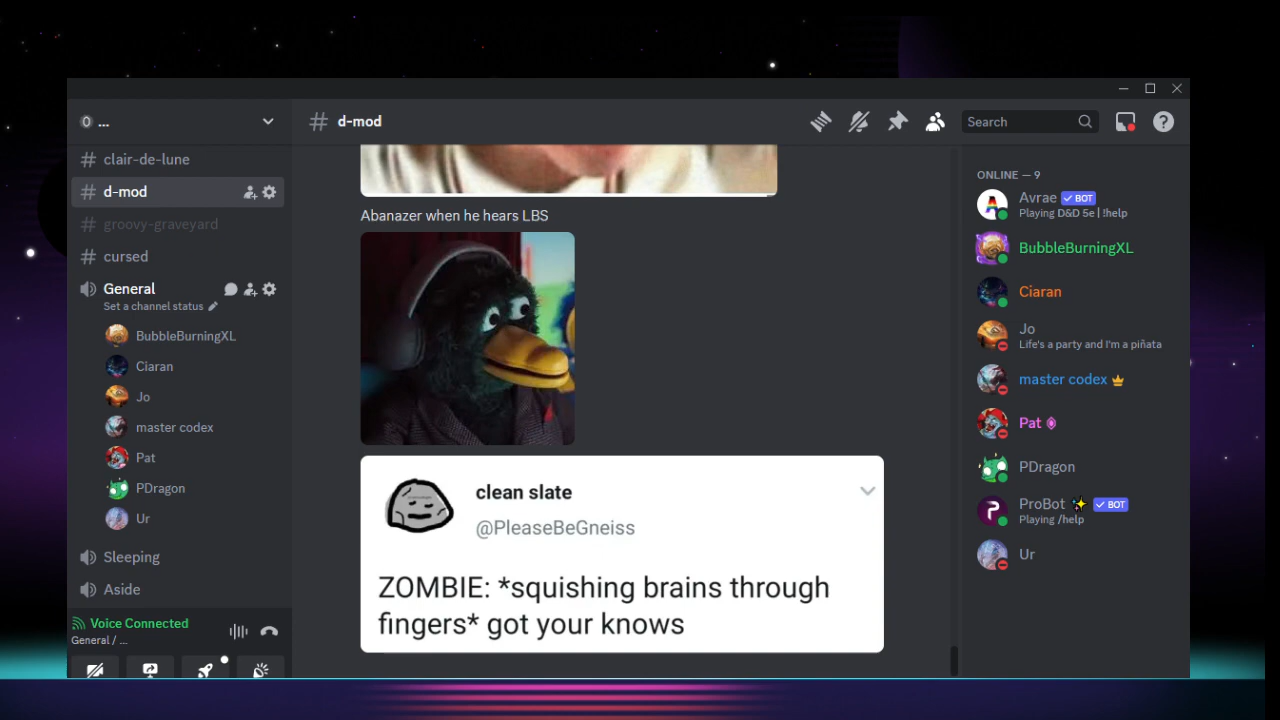 0 ...
d-mod
Search
clair-de-lune
d-mod
groovy-graveyard
cursed
General
Set a channel status
BubbleBurningXL
Ciaran
Jo
master codex
Pat
PDragon
Ur
Sleeping
Aside
Voice Connected
General / ...
Abanazer when he hears LBS
clean slate
@PleaseBeGneiss
ZOMBIE: *squishing brains through
fingers* got your knows
ONLINE — 9
Avrae BOT
Playing D&D 5e | !help
BubbleBurningXL
Ciaran
Jo
Life's a party and I'm a piñata
master codex
Pat
PDragon
ProBot BOT
Playing /help
Ur